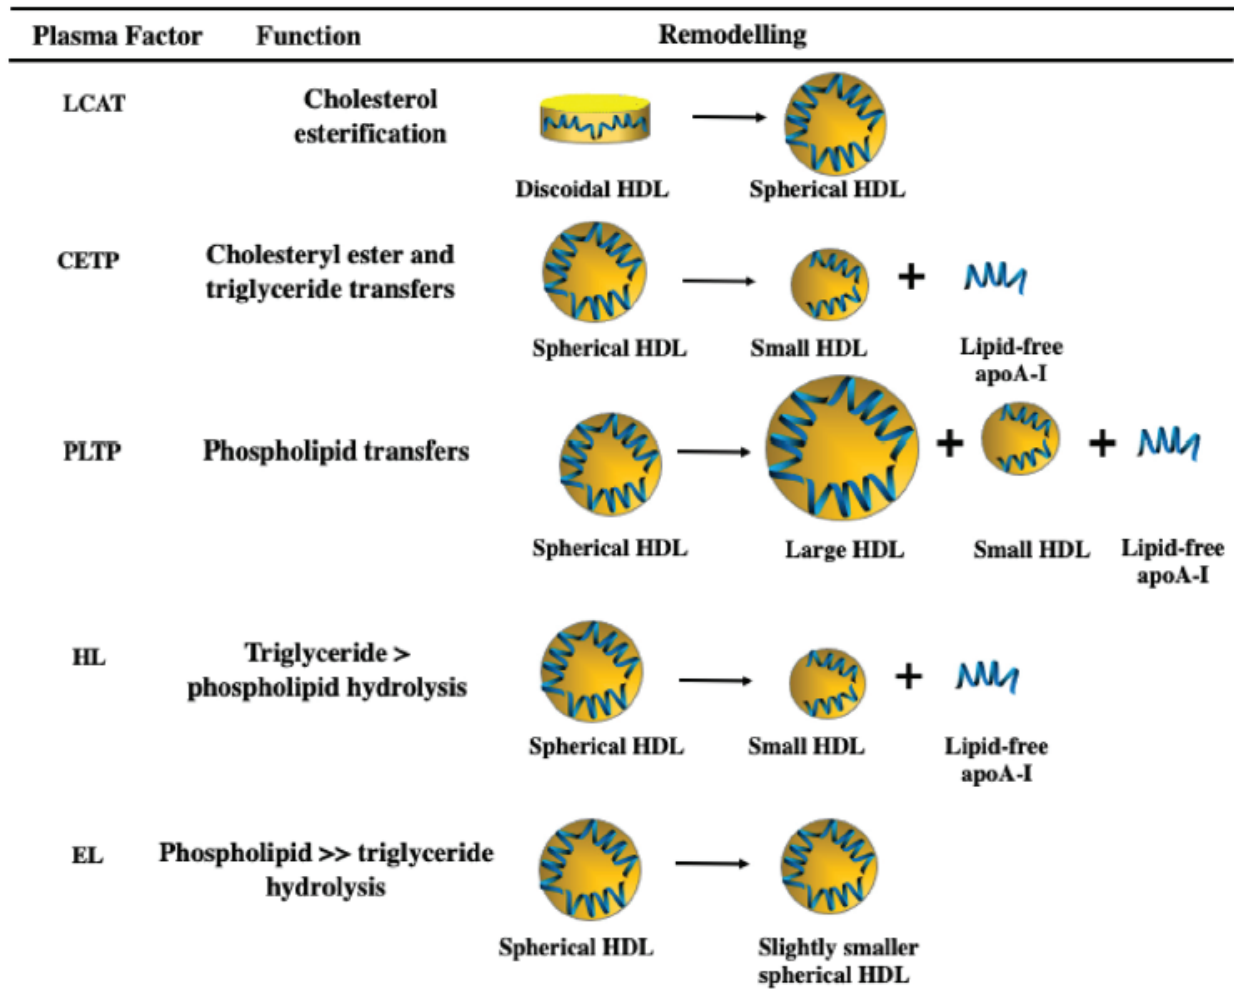 Plasma Factor Function Remodelling
LCAT
Cholesterol
esterification
Discoidal HDL Spherical HDL
CETP
Cholesteryl ester and
triglyceride transfers
+
Spherical HDL Small HDL Lipid-free
apoA-I
PLTP Phospholipid transfers
+ +
Spherical HDL Large HDL Small HDL Lipid-free
apoA-I
HL
Triglyceride >
phospholipid hydrolysis
+
Spherical HDL Small HDL Lipid-free
apoA-I
EL
Phospholipid >> triglyceride
hydrolysis
Spherical HDL Slightly smaller
spherical HDL